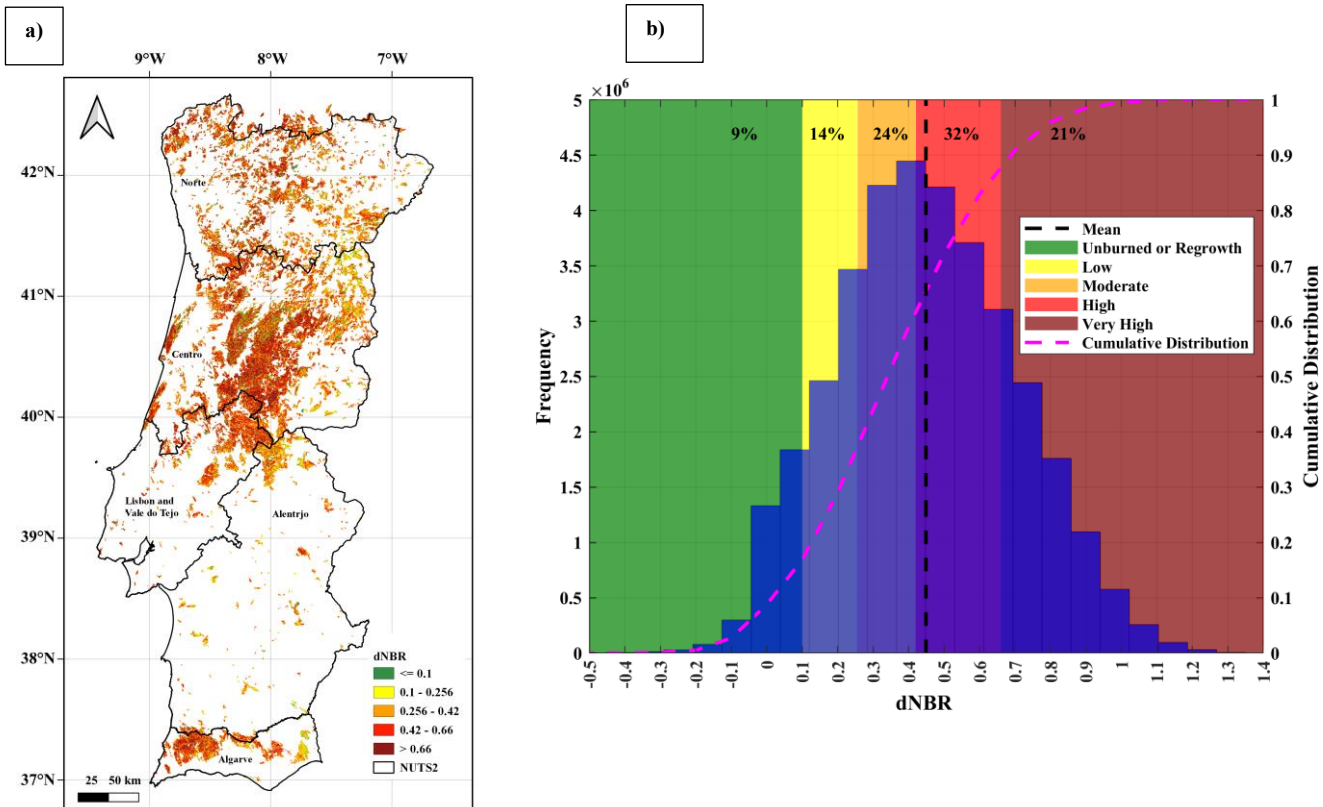 a)
9°W 8°W 7°W
42°N
41°N
40°N
39°N
38°N
37°N
Norte
Centro
Lisbon and
Vale do Tejo
Alentrjo
Algarve
dNBR
<= 0.1
0.1 - 0.256
0.256 - 0.42
0.42 - 0.66
> 0.66
NUTS2
25 50 km
b)
×10⁶
5
4.5
4
3.5
3
2.5
2
1.5
1
0.5
0
Frequency
9% 14% 24% 32% 21%
Mean
Unburned or Regrowth
Low
Moderate
High
Very High
Cumulative Distribution
1
0.9
0.8
0.7
0.6
0.5
0.4
0.3
0.2
0.1
0
Cumulative Distribution
-0.5 -0.4 -0.3 -0.2 -0.1 0 0.1 0.2 0.3 0.4 0.5 0.6 0.7 0.8 0.9 1 1.1 1.2 1.3 1.4
dNBR